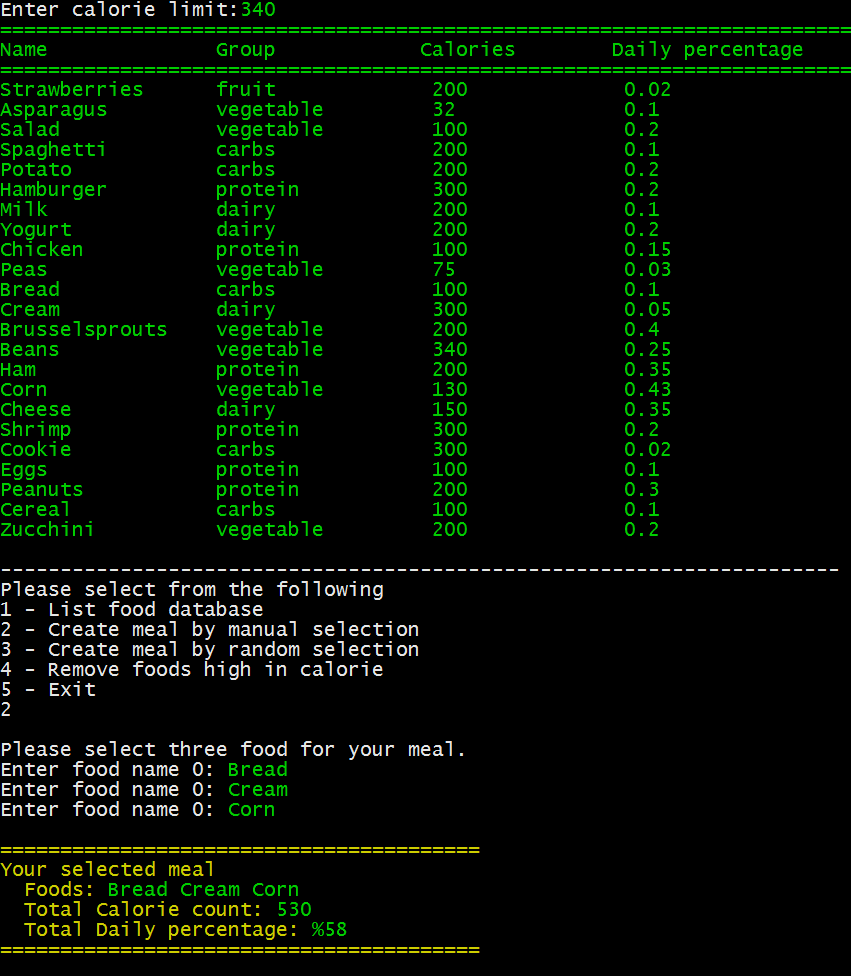 Enter calorie limit:340
=======================================================================
Name Group Calories Daily percentage
=======================================================================
Strawberries fruit 200 0.02
Asparagus vegetable 32 0.1
Salad vegetable 100 0.2
Spaghetti carbs 200 0.1
Potato carbs 200 0.2
Hamburger protein 300 0.2
Milk dairy 200 0.1
Yogurt dairy 200 0.2
Chicken protein 100 0.15
Peas vegetable 75 0.03
Bread carbs 100 0.1
Cream dairy 300 0.05
Brusselsprouts vegetable 200 0.4
Beans vegetable 340 0.25
Ham protein 200 0.35
Corn vegetable 130 0.43
Cheese dairy 150 0.35
Shrimp protein 300 0.2
Cookie carbs 300 0.02
Eggs protein 100 0.1
Peanuts protein 200 0.3
Cereal carbs 100 0.1
Zucchini vegetable 200 0.2
----------------------------------------------------------------------
Please select from the following
1 - List food database
2 - Create meal by manual selection
3 - Create meal by random selection
4 - Remove foods high in calorie
5 - Exit
2
Please select three food for your meal.
Enter food name 0: Bread
Enter food name 0: Cream
Enter food name 0: Corn
========================================
Your selected meal
Foods: Bread Cream Corn
Total Calorie count: 530
Total Daily percentage: %58
========================================